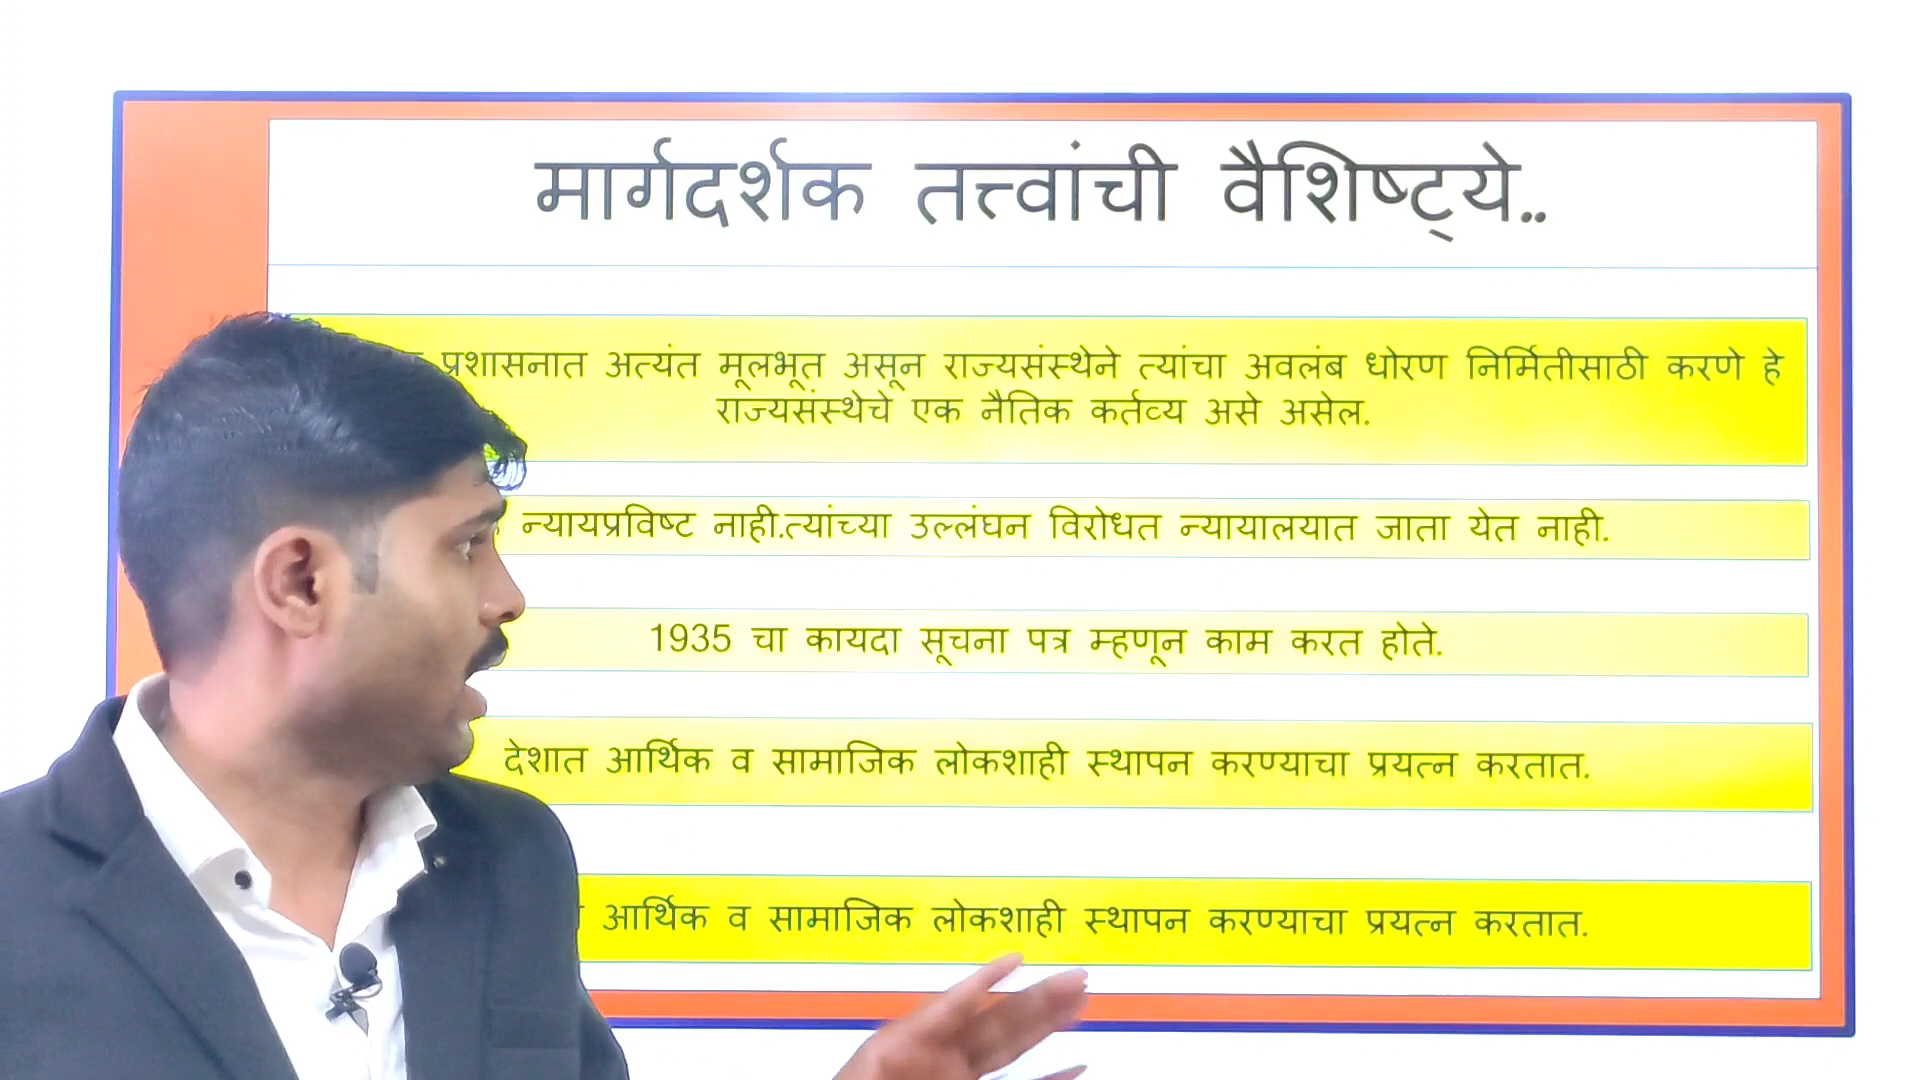 मार्गदर्शक तत्त्वांची वैशिष्ट्ये..
प्रशासनात अत्यंत मूलभूत असून राज्यसंस्थेने त्यांचा अवलंब धोरण निर्मितीसाठी करणे हे
राज्यसंस्थेचे एक नैतिक कर्तव्य असे असेल.
न्यायप्रविष्ट नाही.त्यांच्या उल्लंघन विरोधत न्यायालयात जाता येत नाही.
1935 चा कायदा सूचना पत्र म्हणून काम करत होते.
देशात आर्थिक व सामाजिक लोकशाही स्थापन करण्याचा प्रयत्न करतात.
आर्थिक व सामाजिक लोकशाही स्थापन करण्याचा प्रयत्न करतात.